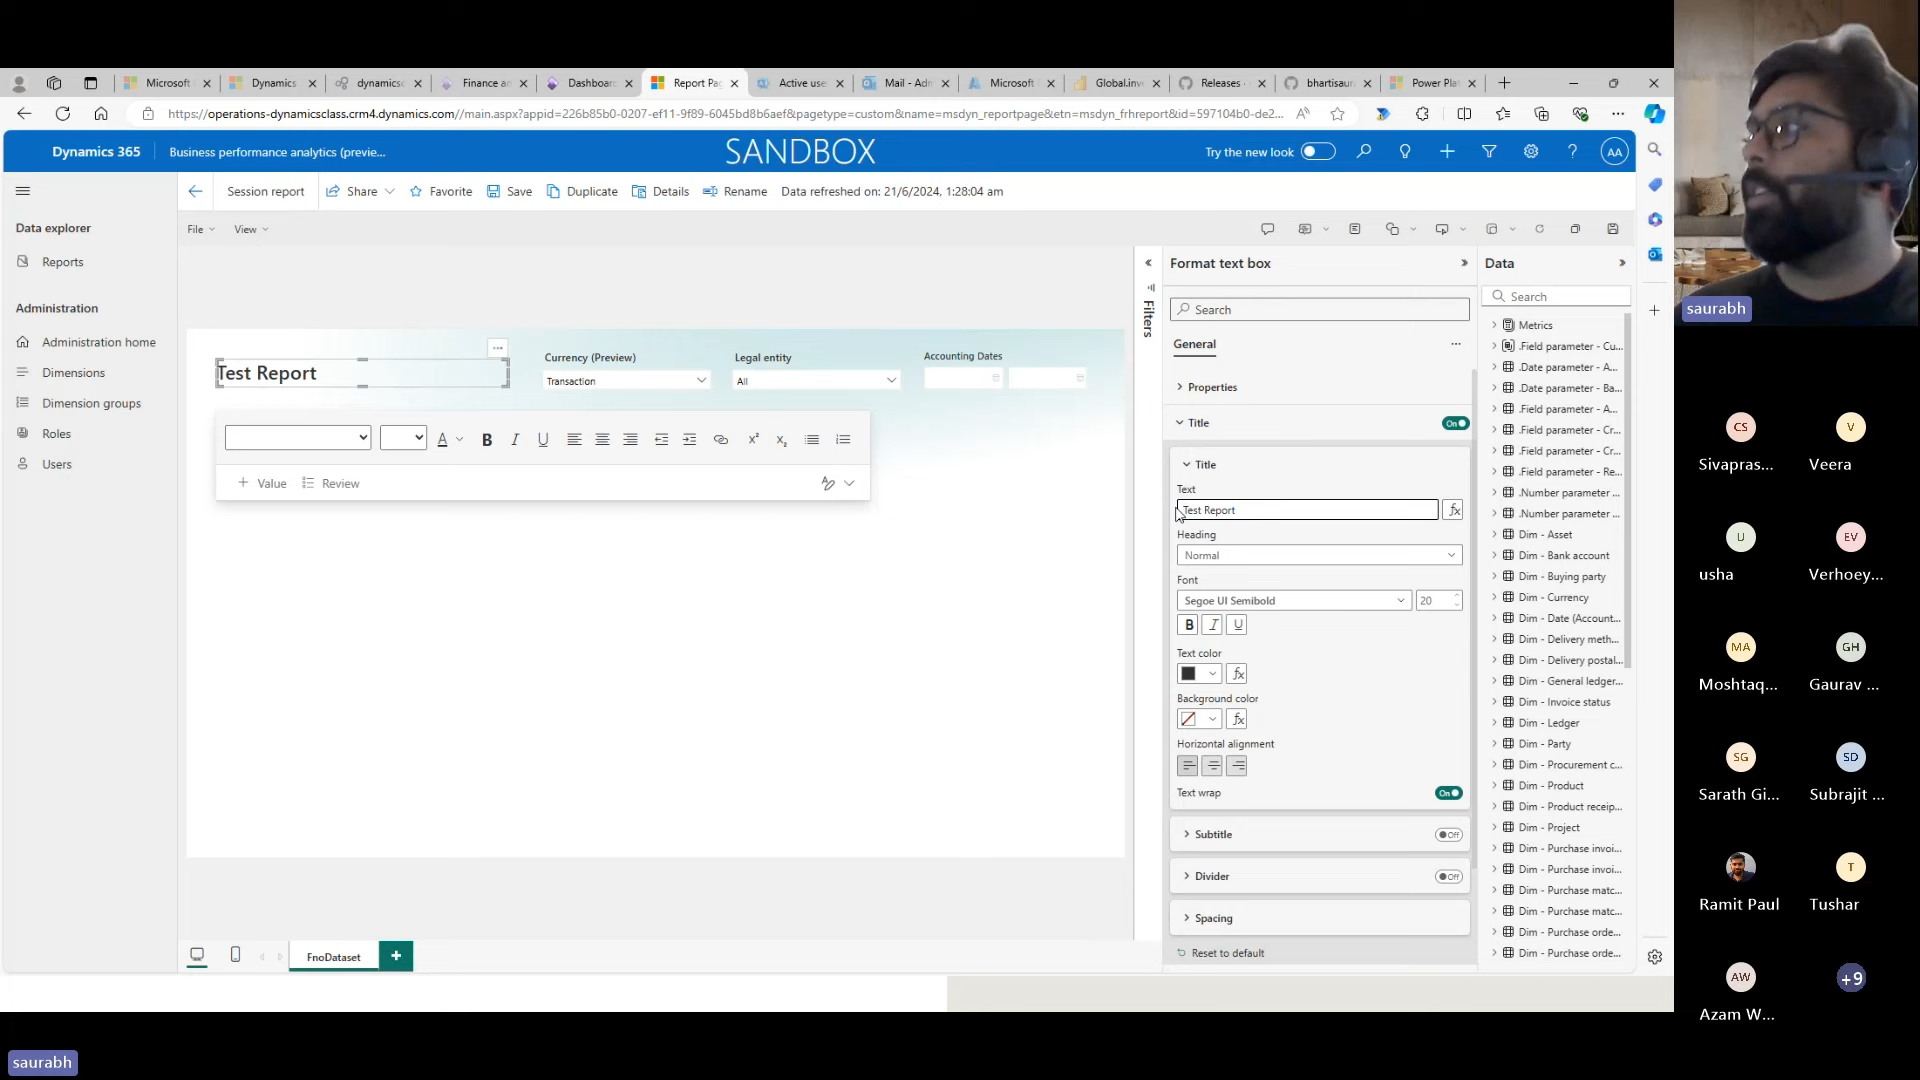 Microsoft
Dynamics
dynamicsc
Finance an
Dashboard
Report Pag
Active use
Mail - Adm
Microsoft
Global.inv
Releases ·
bhartisaura
Power Plat
https://operations-dynamicsclass.crm4.dynamics.com//main.aspx?appid=226b85b0-0207-ef11-9f89-6045bd8b6aef&pagetype=custom&name=msdyn_reportpage&etn=msdyn_frhreport&id=597104b0-de2...
Dynamics 365
Business performance analytics (previe...
SANDBOX
Try the new look
AA
Session report
Share
Favorite
Save
Duplicate
Details
Rename
Data refreshed on: 21/6/2024, 1:28:04 am
File
View
Data explorer
Reports
Administration
Administration home
Dimensions
Dimension groups
Roles
Users
Test Report
Currency (Preview)
Transaction
Legal entity
All
Accounting Dates
Value
Review
FnoDataset
Filters
Format text box
Search
General
Properties
Title
On
Title
Text
Test Report
Heading
Normal
Font
Segoe UI Semibold
20
Text color
Background color
Horizontal alignment
Text wrap
On
Subtitle
Off
Divider
Off
Spacing
Reset to default
Data
Search
Metrics
.Field parameter - Cu...
.Date parameter - A...
.Date parameter - Ba...
.Field parameter - A...
.Field parameter - Cr...
.Field parameter - Cr...
.Field parameter - Re...
.Number parameter ...
.Number parameter ...
Dim - Asset
Dim - Bank account
Dim - Buying party
Dim - Currency
Dim - Date (Account...
Dim - Delivery meth...
Dim - Delivery postal...
Dim - General ledger...
Dim - Invoice status
Dim - Ledger
Dim - Party
Dim - Procurement c...
Dim - Product
Dim - Product receip...
Dim - Project
Dim - Purchase invoi...
Dim - Purchase invoi...
Dim - Purchase matc...
Dim - Purchase matc...
Dim - Purchase orde...
Dim - Purchase orde...
saurabh
CS
Sivapras...
V
Veera
U
usha
EV
Verhoey...
MA
Moshtaq...
GH
Gaurav ...
SG
Sarath Gi...
SD
Subrajit ...
Ramit Paul
T
Tushar
AW
Azam W...
+9
saurabh